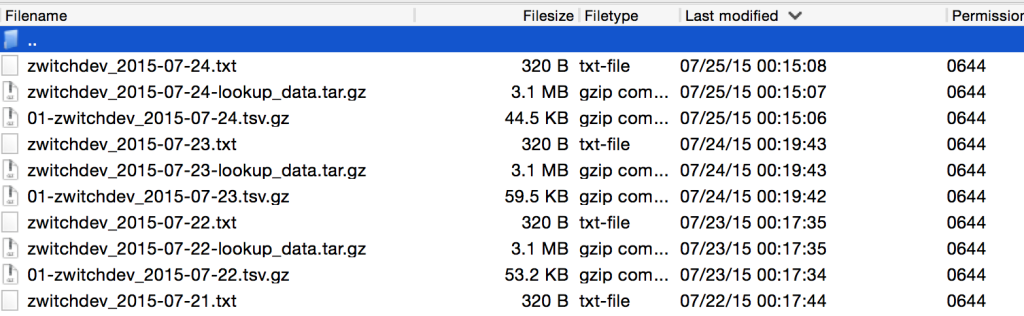 Filename Filesize Filetype Last modified Permission
..
zwitchdev_2015-07-24.txt 320 B txt-file 07/25/15 00:15:08 0644
zwitchdev_2015-07-24-lookup_data.tar.gz 3.1 MB gzip com... 07/25/15 00:15:07 0644
01-zwitchdev_2015-07-24.tsv.gz 44.5 KB gzip com... 07/25/15 00:15:06 0644
zwitchdev_2015-07-23.txt 320 B txt-file 07/24/15 00:19:43 0644
zwitchdev_2015-07-23-lookup_data.tar.gz 3.1 MB gzip com... 07/24/15 00:19:43 0644
01-zwitchdev_2015-07-23.tsv.gz 59.5 KB gzip com... 07/24/15 00:19:42 0644
zwitchdev_2015-07-22.txt 320 B txt-file 07/23/15 00:17:35 0644
zwitchdev_2015-07-22-lookup_data.tar.gz 3.1 MB gzip com... 07/23/15 00:17:35 0644
01-zwitchdev_2015-07-22.tsv.gz 53.2 KB gzip com... 07/23/15 00:17:34 0644
zwitchdev_2015-07-21.txt 320 B txt-file 07/22/15 00:17:44 0644